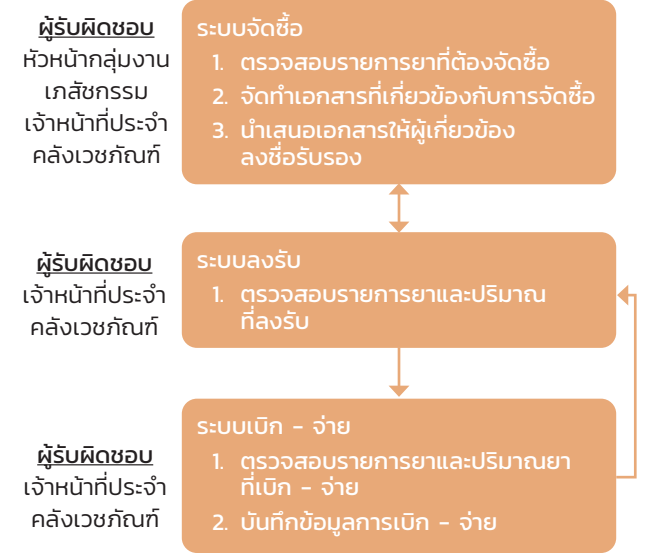 ผู้รับผิดชอบ
หัวหน้ากลุ่มงาน
เภสัชกรรม
เจ้าหน้าที่ประจำ
คลังเวชภัณฑ์
ระบบจัดซื้อ
1. ตรวจสอบรายการยาที่ต้องจัดซื้อ
2. จัดทำเอกสารที่เกี่ยวข้องกับการจัดซื้อ
3. นำเสนอเอกสารให้ผู้เกี่ยวข้อง
ลงชื่อรับรอง
ผู้รับผิดชอบ
เจ้าหน้าที่ประจำ
คลังเวชภัณฑ์
ระบบลงรับ
1. ตรวจสอบรายการยาและปริมาณ
ที่ลงรับ
ผู้รับผิดชอบ
เจ้าหน้าที่ประจำ
คลังเวชภัณฑ์
ระบบเบิก - จ่าย
1. ตรวจสอบรายการยาและปริมาณยา
ที่เบิก - จ่าย
2. บันทึกข้อมูลการเบิก - จ่าย